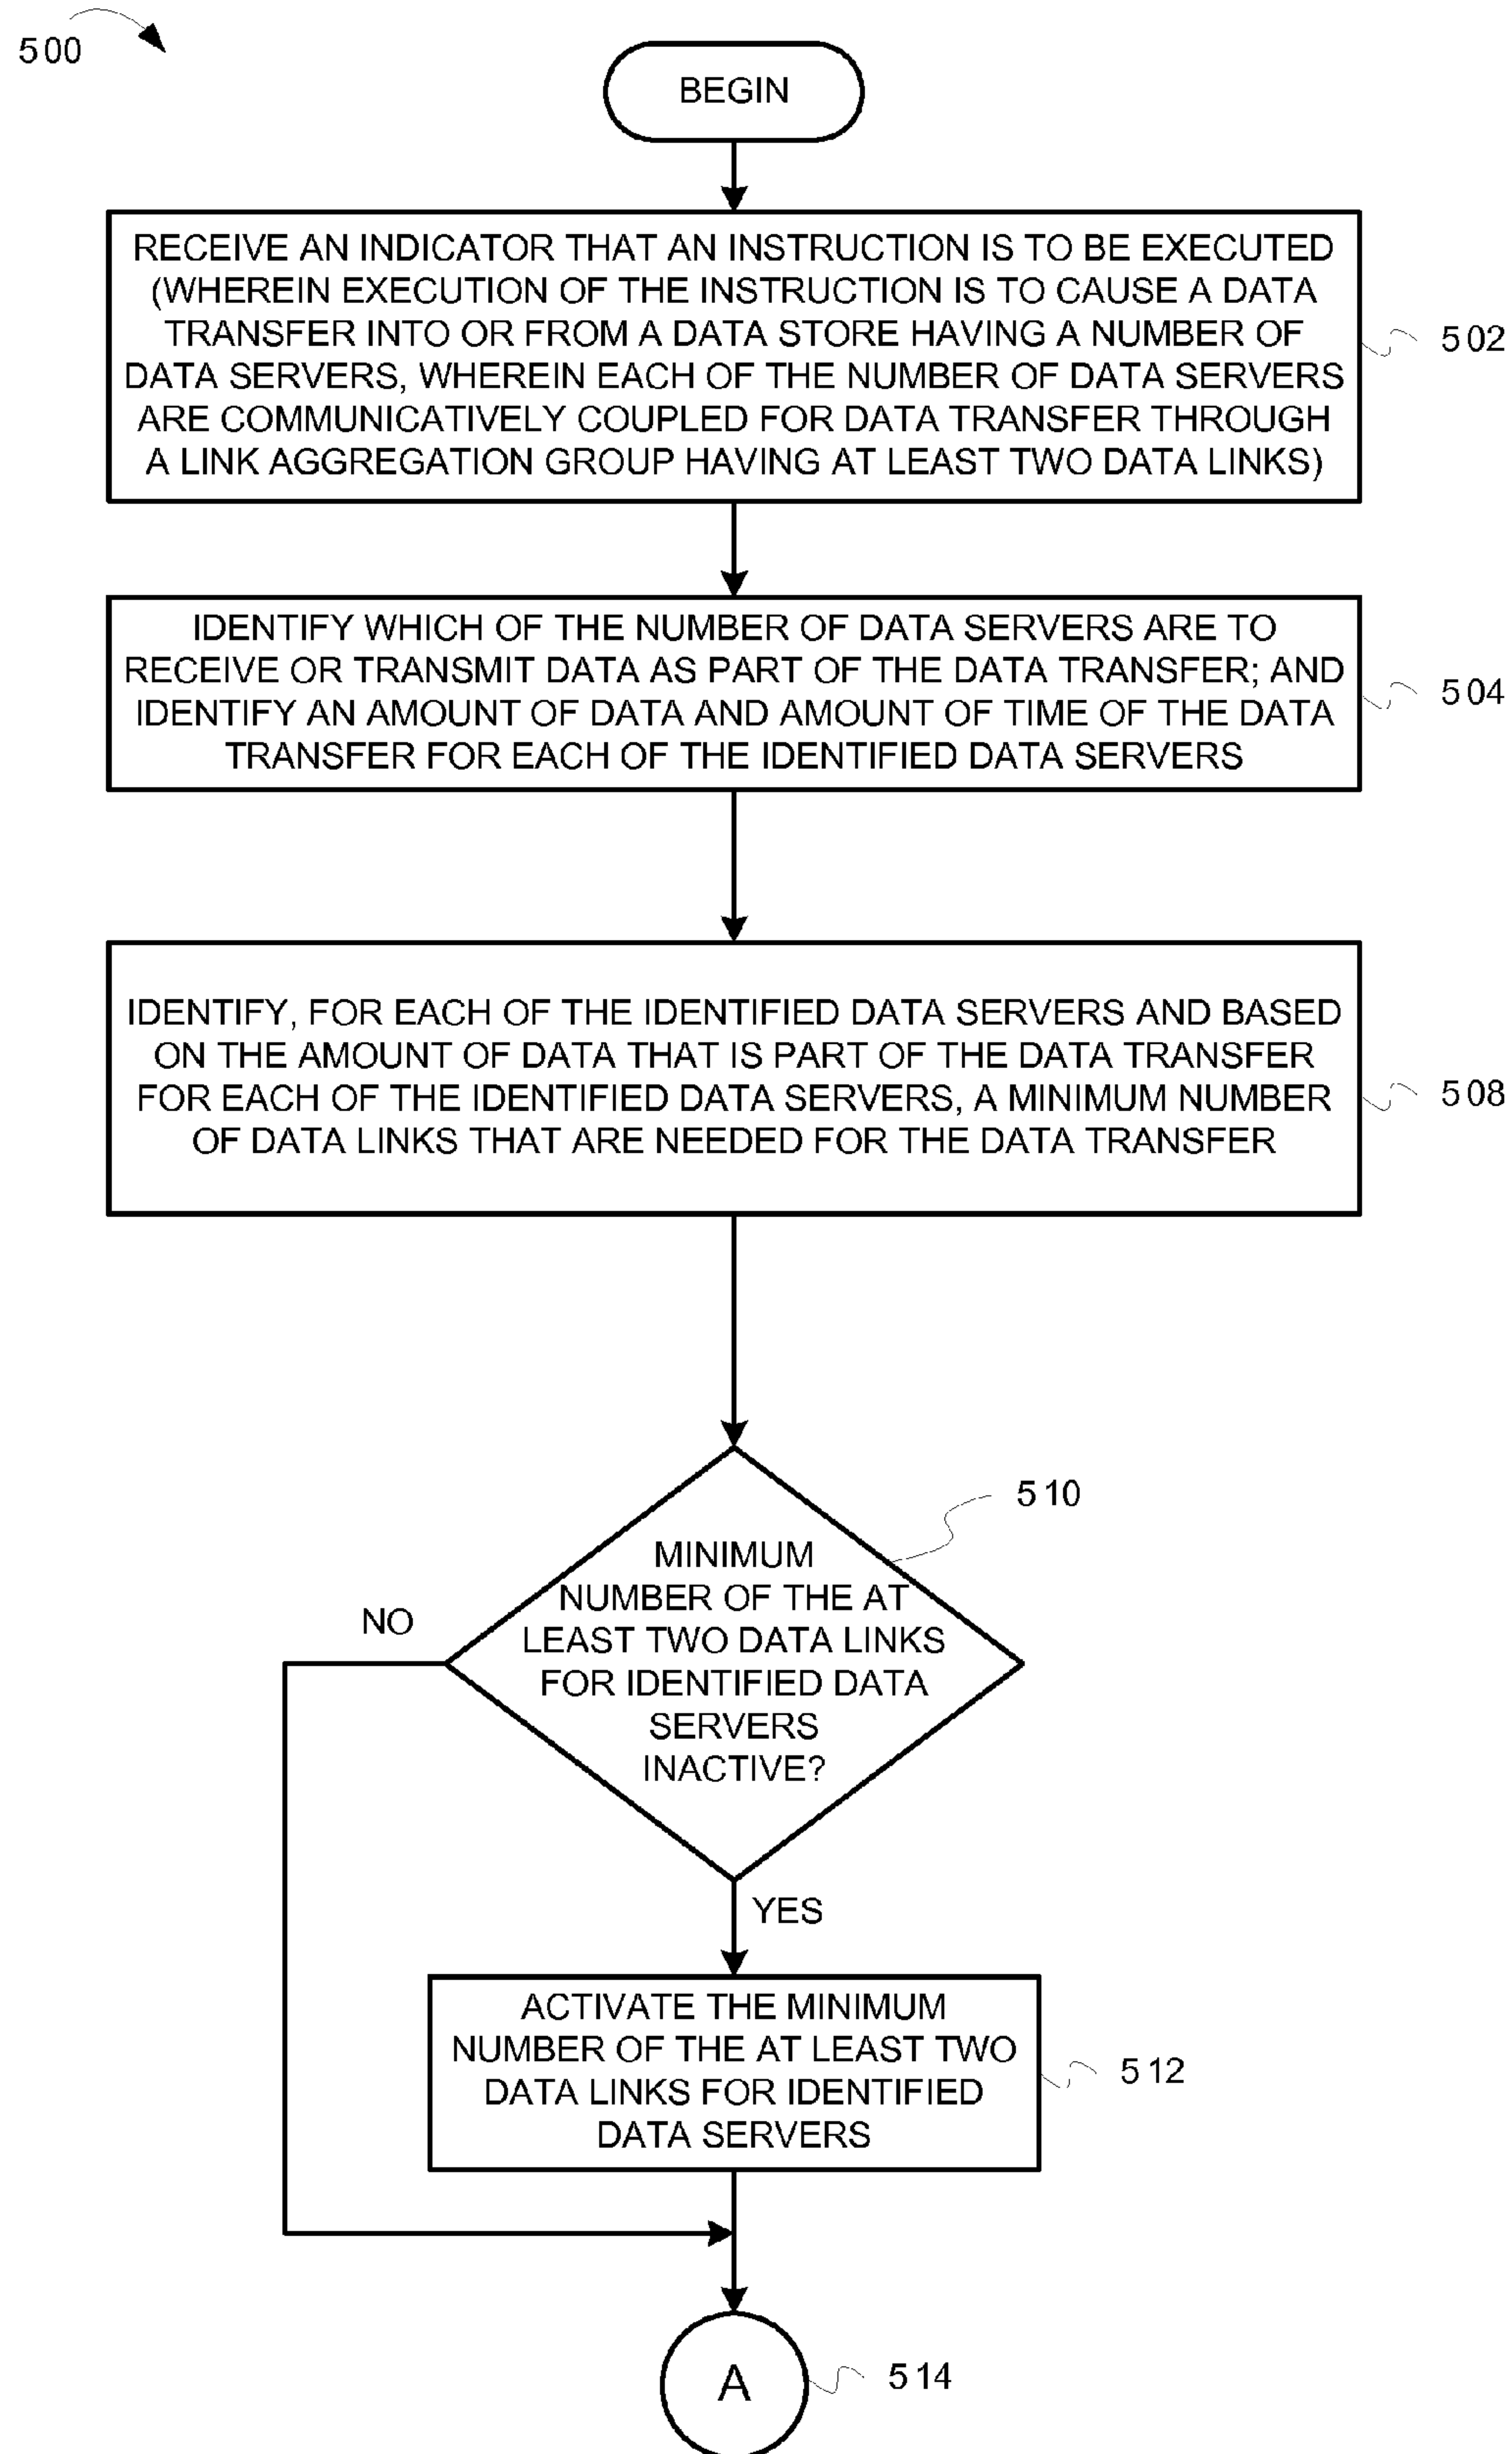 500
BEGIN
RECEIVE AN INDICATOR THAT AN INSTRUCTION IS TO BE EXECUTED
(WHEREIN EXECUTION OF THE INSTRUCTION IS TO CAUSE A DATA
TRANSFER INTO OR FROM A DATA STORE HAVING A NUMBER OF
DATA SERVERS, WHEREIN EACH OF THE NUMBER OF DATA SERVERS
ARE COMMUNICATIVELY COUPLED FOR DATA TRANSFER THROUGH
A LINK AGGREGATION GROUP HAVING AT LEAST TWO DATA LINKS)
502
IDENTIFY WHICH OF THE NUMBER OF DATA SERVERS ARE TO
RECEIVE OR TRANSMIT DATA AS PART OF THE DATA TRANSFER; AND
IDENTIFY AN AMOUNT OF DATA AND AMOUNT OF TIME OF THE DATA
TRANSFER FOR EACH OF THE IDENTIFIED DATA SERVERS
504
IDENTIFY, FOR EACH OF THE IDENTIFIED DATA SERVERS AND BASED
ON THE AMOUNT OF DATA THAT IS PART OF THE DATA TRANSFER
FOR EACH OF THE IDENTIFIED DATA SERVERS, A MINIMUM NUMBER
OF DATA LINKS THAT ARE NEEDED FOR THE DATA TRANSFER
508
510
MINIMUM
NUMBER OF THE AT
LEAST TWO DATA LINKS
FOR IDENTIFIED DATA
SERVERS
INACTIVE?
NO
YES
ACTIVATE THE MINIMUM
NUMBER OF THE AT LEAST TWO
DATA LINKS FOR IDENTIFIED
DATA SERVERS
512
A
514